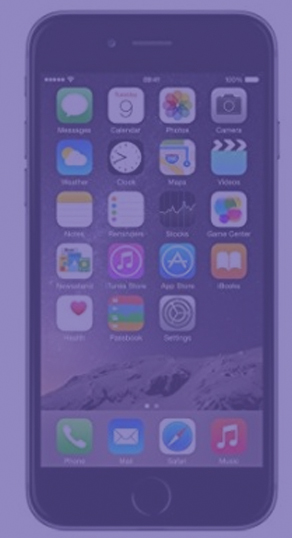 09:41 100%
Tuesday
9
Messages Calendar Photos Camera
Weather Clock Maps Videos
Notes Reminders Stocks Game Center
Newsstand iTunes Store App Store iBooks
Health Passbook Settings
Phone Mail Safari Music